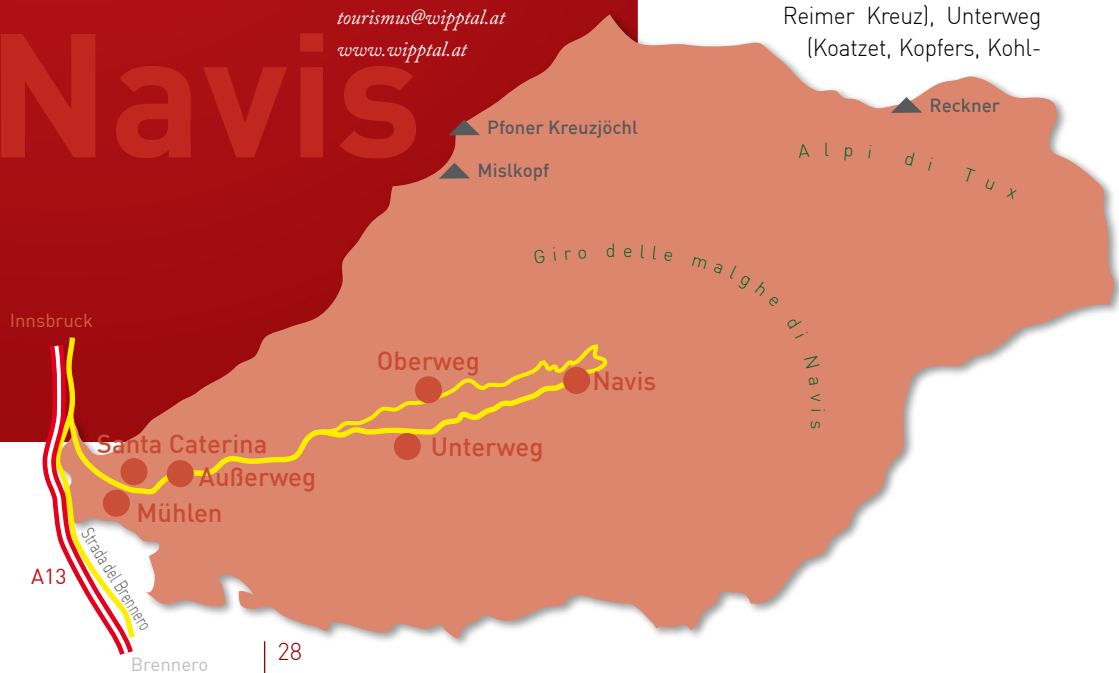 tourismus@wipptal.at
www.wipptal.at
Navis
Reimer Kreuz), Unterweg
(Koatzet, Kopfers, Kohl-
Reckner
Pfoner Kreuzjöchl
Mislkopf
Alpi di Tux
Giro delle malghe di Navis
Innsbruck
Oberweg
Navis
Santa Caterina
Unterweg
Außerweg
Mühlen
Strada del Brennero
A13
Brennero
28